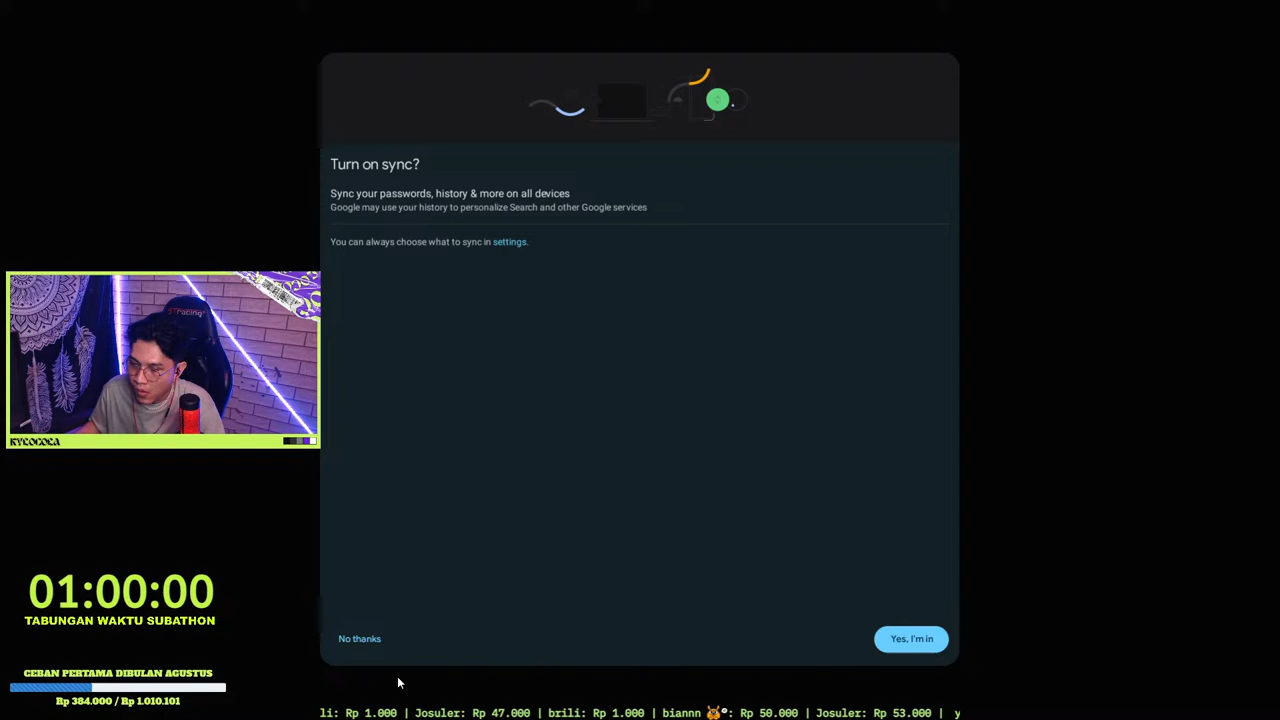 Turn on sync?
Sync your passwords, history & more on all devices
Google may use your history to personalize Search and other Google services
You can always choose what to sync in settings.
STracing
KYCOCOCA
01:00:00
TABUNGAN WAKTU SUBATHON
No thanks
Yes, I'm in
CEBAN PERTAMA DIBULAN AGUSTUS
Rp 384.000 / Rp 1.010.101
li: Rp 1.000 | Josuler: Rp 47.000 | brili: Rp 1.000 | biannn : Rp 50.000 | Josuler: Rp 53.000 | y